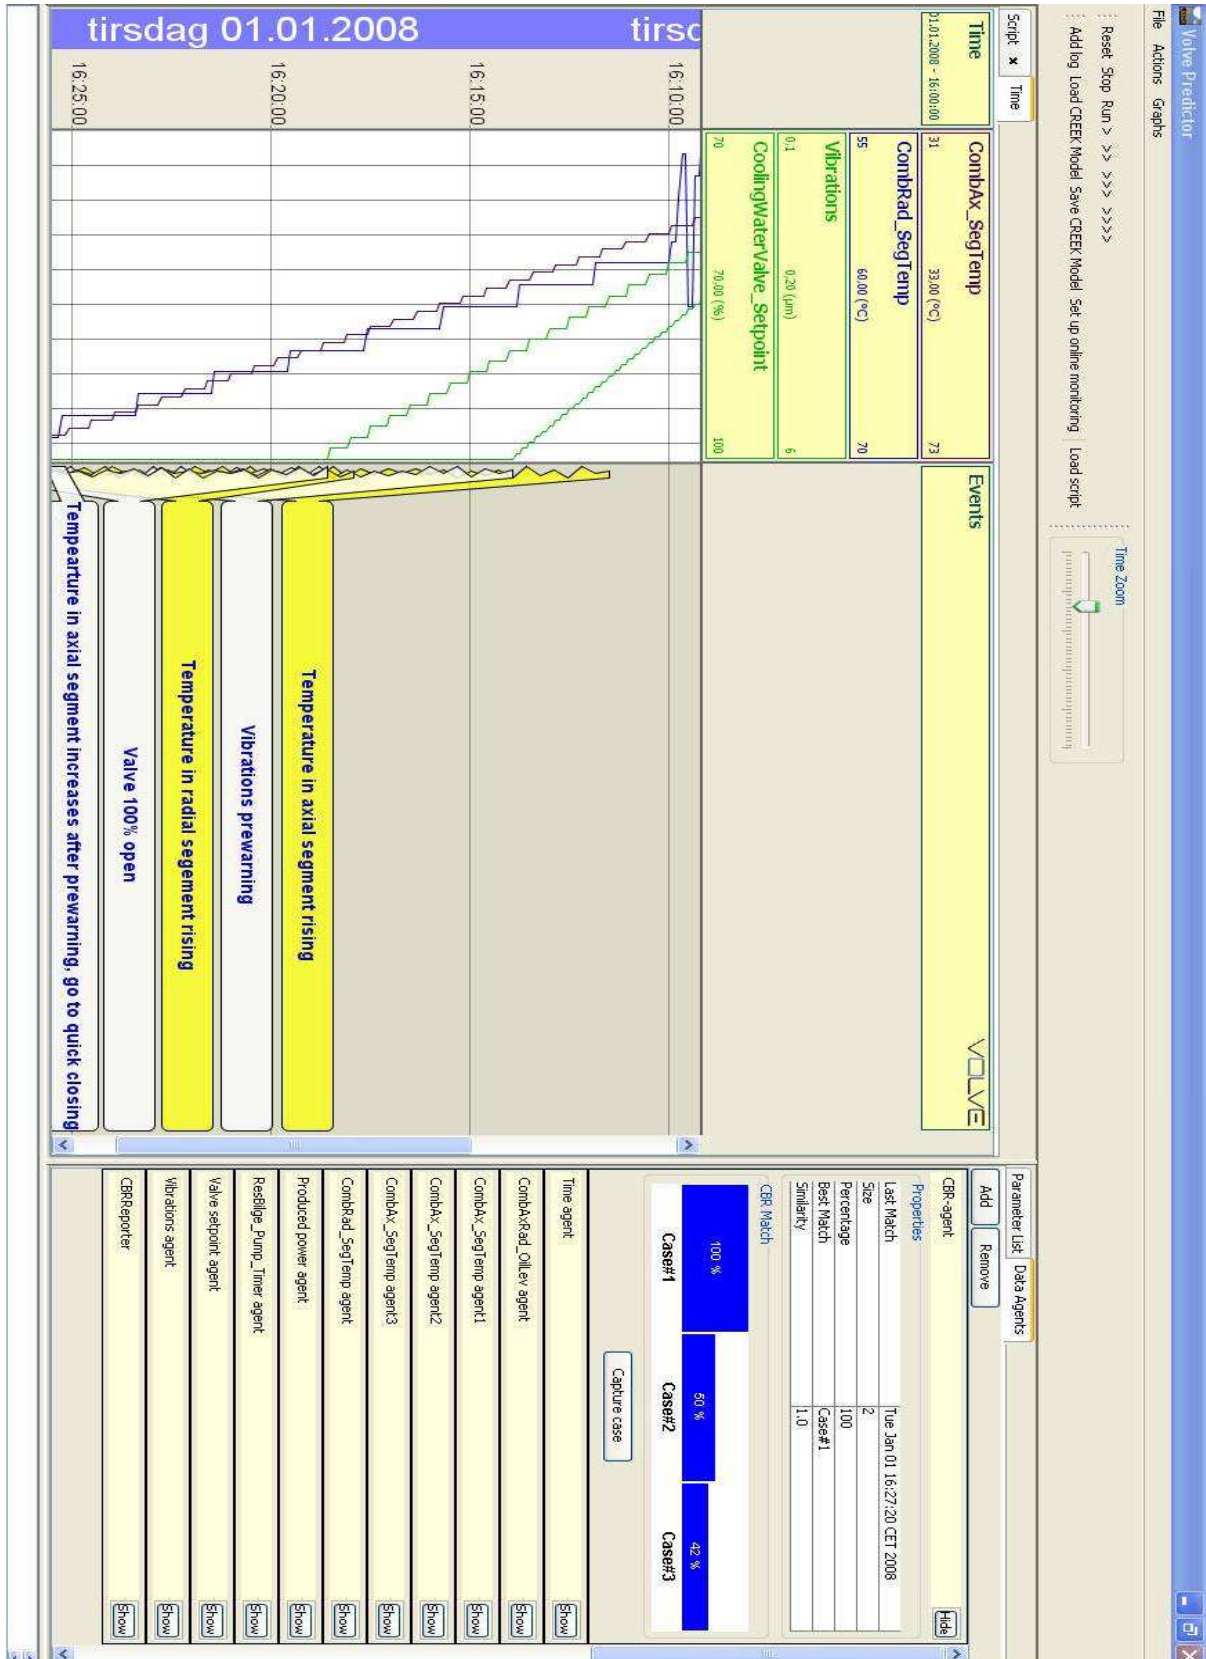 Volve Predictor
File Actions Graphs
Reset Stop Run > >> >>> >>>>
Add log Load CREEK Model Save CREEK Model Set up online monitoring Load script
Time Zoom
Script × Time
Time
01.01.2008 - 16:00:00
CombAx_SegTemp
31 33,00 (°C) 73
CombRad_SegTemp
55 60,00 (°C) 70
Vibrations
0,1 0,20 (µm) 6
CoolingWaterValve_Setpoint
70 70,00 (%) 100
Events
VOLVE
tirsdag 01.01.2008
tirsd
16:10:00
16:15:00
16:20:00
16:25:00
Temperature in axial segment rising
Vibrations prewarning
Temperature in radial segement rising
Valve 100% open
Tempearture in axial segment increases after prewarning, go to quick closing
Parameter List Data Agents
Add Remove
CBR-agent Hide
Properties
Last Match Tue Jan 01 16:27:20 CET 2008
Size 2
Percentage 100
Best Match Case#1
Similarity 1.0
CBR Match
100 % 50 % 42 %
Case#1 Case#2 Case#3
Capture case
Time agent Show
CombAxRad_OilLev agent Show
CombAx_SegTemp agent1 Show
CombAx_SegTemp agent2 Show
CombAx_SegTemp agent3 Show
CombRad_SegTemp agent Show
Produced power agent Show
ResBilge_Pump_Timer agent Show
Valve setpoint agent Show
Vibrations agent Show
CBRReporter Show